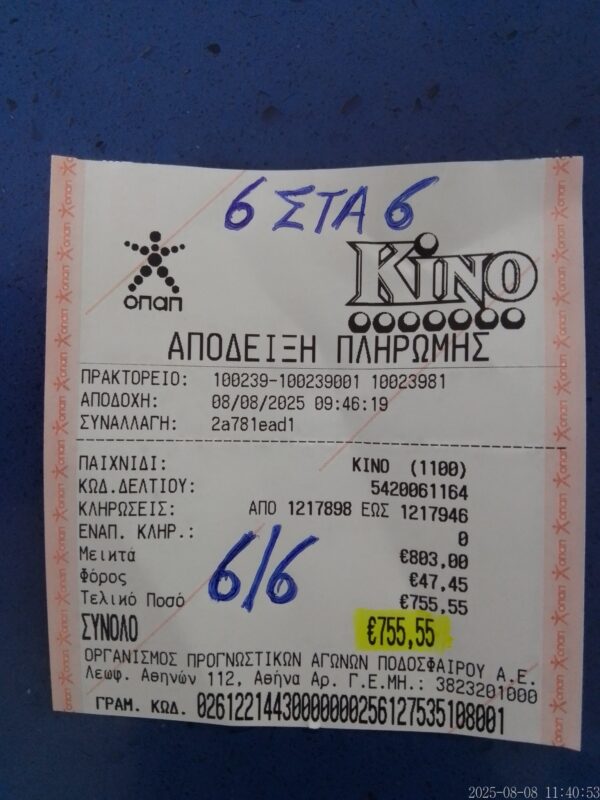 6 ΣΤΑ 6
οπαπ
KINO
ΑΠΟΔΕΙΞΗ ΠΛΗΡΩΜΗΣ
ΠΡΑΚΤΟΡΕΙΟ: 100239-100239001 10023981
ΑΠΟΔΟΧΗ: 08/08/2025 09:46:19
ΣΥΝΑΛΛΑΓΗ: 2a781ead1
ΠΑΙΧΝΙΔΙ: ΚΙΝΟ (1100)
ΚΩΔ.ΔΕΛΤΙΟΥ: 5420061164
ΚΛΗΡΩΣΕΙΣ: ΑΠΟ 1217898 ΕΩΣ 1217946
ΕΝΑΠ. ΚΛΗΡ.: 0
Μεικτά €803,00
Φόρος €47,45
Τελικό Ποσό €755,55
6/6
ΣΥΝΟΛΟ €755,55
ΟΡΓΑΝΙΣΜΟΣ ΠΡΟΓΝΩΣΤΙΚΩΝ ΑΓΩΝΩΝ ΠΟΔΟΣΦΑΙΡΟΥ Α.Ε.
Λεωφ. Αθηνών 112, Αθήνα Αρ. Γ.Ε.ΜΗ.: 3823201000
ΓΡΑΜ. ΚΩΔ. 02612214430000000256127535108001
2025-08-08 11:40:53